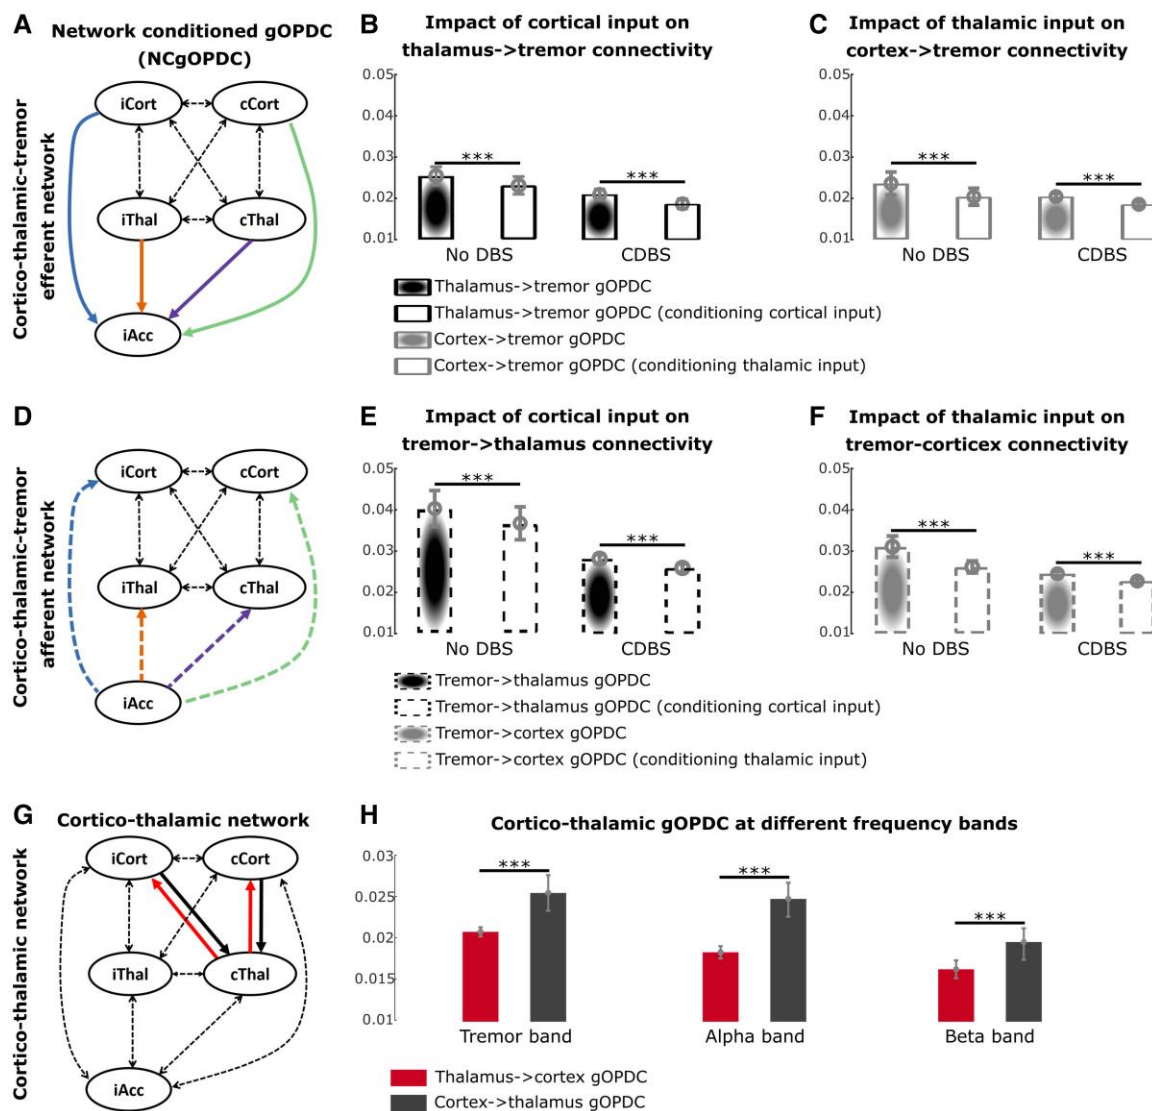 A
Network conditioned gOPDC
(NCgOPDC)
Cortico-thalamic-tremor
efferent network
iCort
cCort
iThal
cThal
iAcc
B
Impact of cortical input on
thalamus->tremor connectivity
0.05
0.04
0.03
0.02
0.01
***
***
No DBS
CDBS
C
Impact of thalamic input on
cortex->tremor connectivity
0.05
0.04
0.03
0.02
0.01
***
***
No DBS
CDBS
Thalamus->tremor gOPDC
Thalamus->tremor gOPDC (conditioning cortical input)
Cortex->tremor gOPDC
Cortex->tremor gOPDC (conditioning thalamic input)
D
Cortico-thalamic-tremor
afferent network
iCort
cCort
iThal
cThal
iAcc
E
Impact of cortical input on
tremor->thalamus connectivity
0.05
0.04
0.03
0.02
0.01
***
***
No DBS
CDBS
F
Impact of thalamic input on
tremor-corticex connectivity
0.05
0.04
0.03
0.02
0.01
***
***
No DBS
CDBS
Tremor->thalamus gOPDC
Tremor->thalamus gOPDC (conditioning cortical input)
Tremor->cortex gOPDC
Tremor->cortex gOPDC (conditioning thalamic input)
G
Cortico-thalamic network
Cortico-thalamic network
iCort
cCort
iThal
cThal
iAcc
H
Cortico-thalamic gOPDC at different frequency bands
0.03
0.025
0.02
0.015
0.01
***
***
***
Tremor band
Alpha band
Beta band
Thalamus->cortex gOPDC
Cortex->thalamus gOPDC